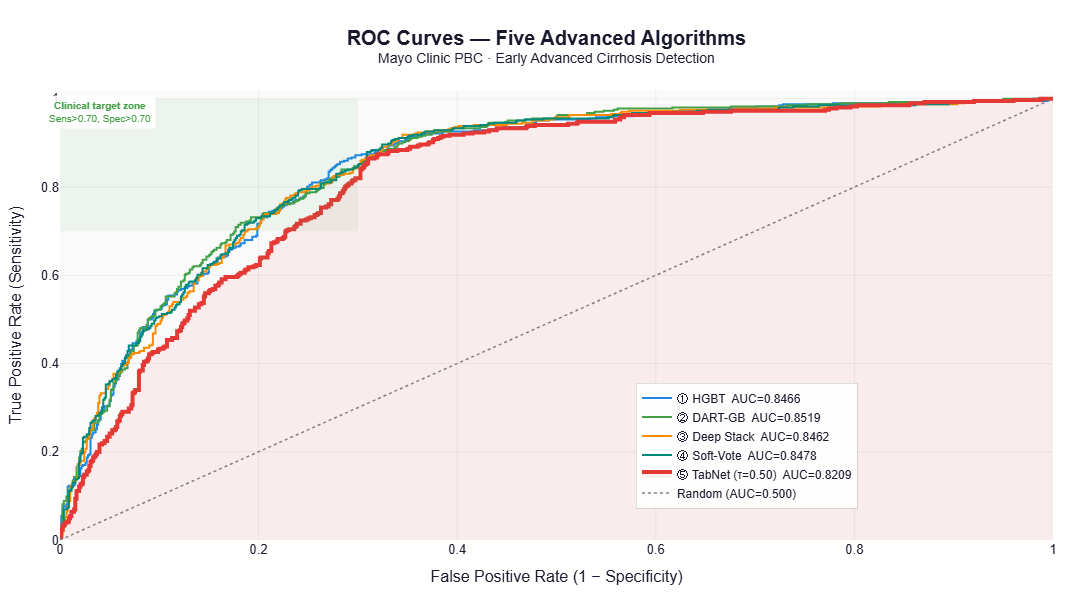 ROC Curves — Five Advanced Algorithms
Mayo Clinic PBC · Early Advanced Cirrhosis Detection
Clinical target zone
Sens>0.70, Spec>0.70
True Positive Rate (Sensitivity)
1
0.8
0.6
0.4
0.2
0
0
0.2
0.4
0.6
0.8
1
False Positive Rate (1 − Specificity)
① HGBT AUC=0.8466
② DART-GB AUC=0.8519
③ Deep Stack AUC=0.8462
④ Soft-Vote AUC=0.8478
⑤ TabNet (τ=0.50) AUC=0.8209
Random (AUC=0.500)